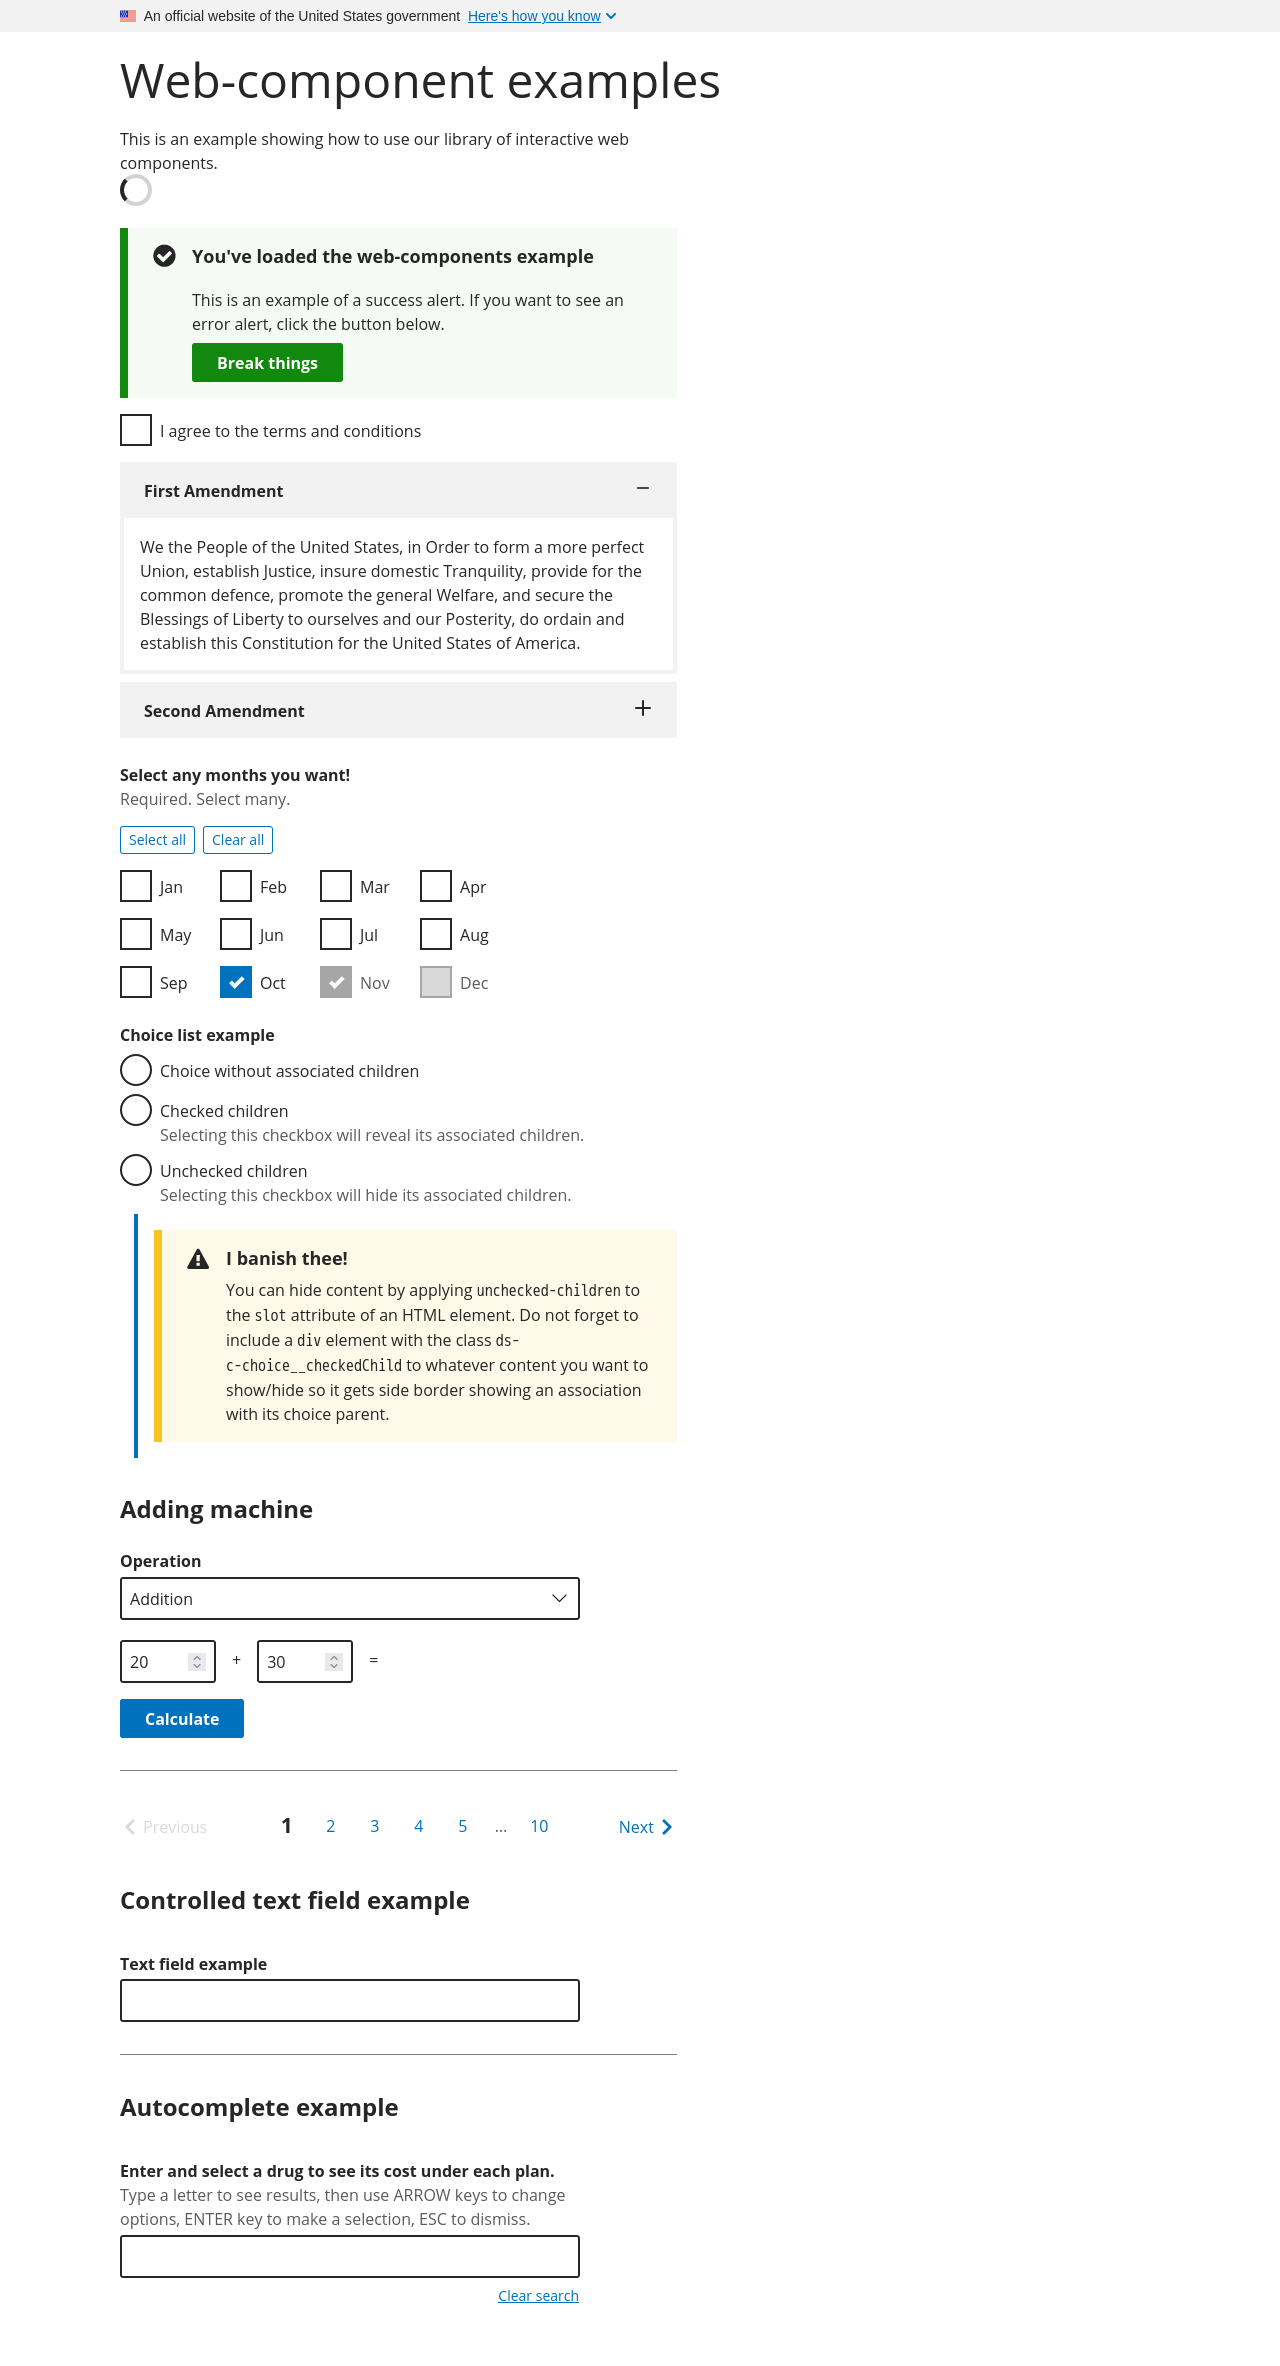 An official website of the United States government Here's how you know
Web-component examples
This is an example showing how to use our library of interactive web
components.
You've loaded the web-components example
This is an example of a success alert. If you want to see an
error alert, click the button below.
Break things
I agree to the terms and conditions
First Amendment
We the People of the United States, in Order to form a more perfect
Union, establish Justice, insure domestic Tranquility, provide for the
common defence, promote the general Welfare, and secure the
Blessings of Liberty to ourselves and our Posterity, do ordain and
establish this Constitution for the United States of America.
Second Amendment
Select any months you want!
Required. Select many.
Select all Clear all
Jan Feb Mar Apr
May Jun Jul Aug
Sep Oct Nov Dec
Choice list example
Choice without associated children
Checked children
Selecting this checkbox will reveal its associated children.
Unchecked children
Selecting this checkbox will hide its associated children.
I banish thee!
You can hide content by applying unchecked-children to
the slot attribute of an HTML element. Do not forget to
include a div element with the class ds-
c-choice__checkedChild to whatever content you want to
show/hide so it gets side border showing an association
with its choice parent.
Adding machine
Operation
Addition
20 + 30 =
Calculate
Previous 1 2 3 4 5 ... 10 Next
Controlled text field example
Text field example
Autocomplete example
Enter and select a drug to see its cost under each plan.
Type a letter to see results, then use ARROW keys to change
options, ENTER key to make a selection, ESC to dismiss.
Clear search